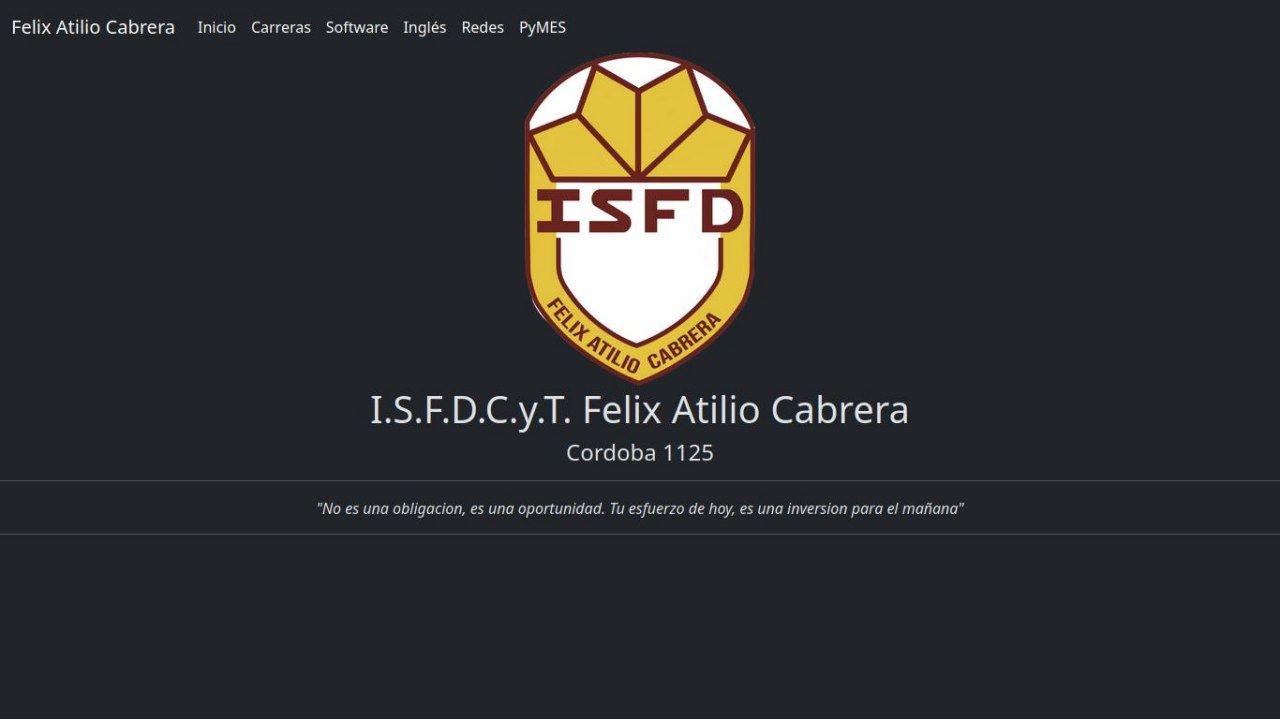 Felix Atilio Cabrera Inicio Carreras Software Inglés Redes PyMES
ISFD
FELIX ATILIO CABRERA
I.S.F.D.C.y.T. Felix Atilio Cabrera
Cordoba 1125
"No es una obligacion, es una oportunidad. Tu esfuerzo de hoy, es una inversion para el mañana"